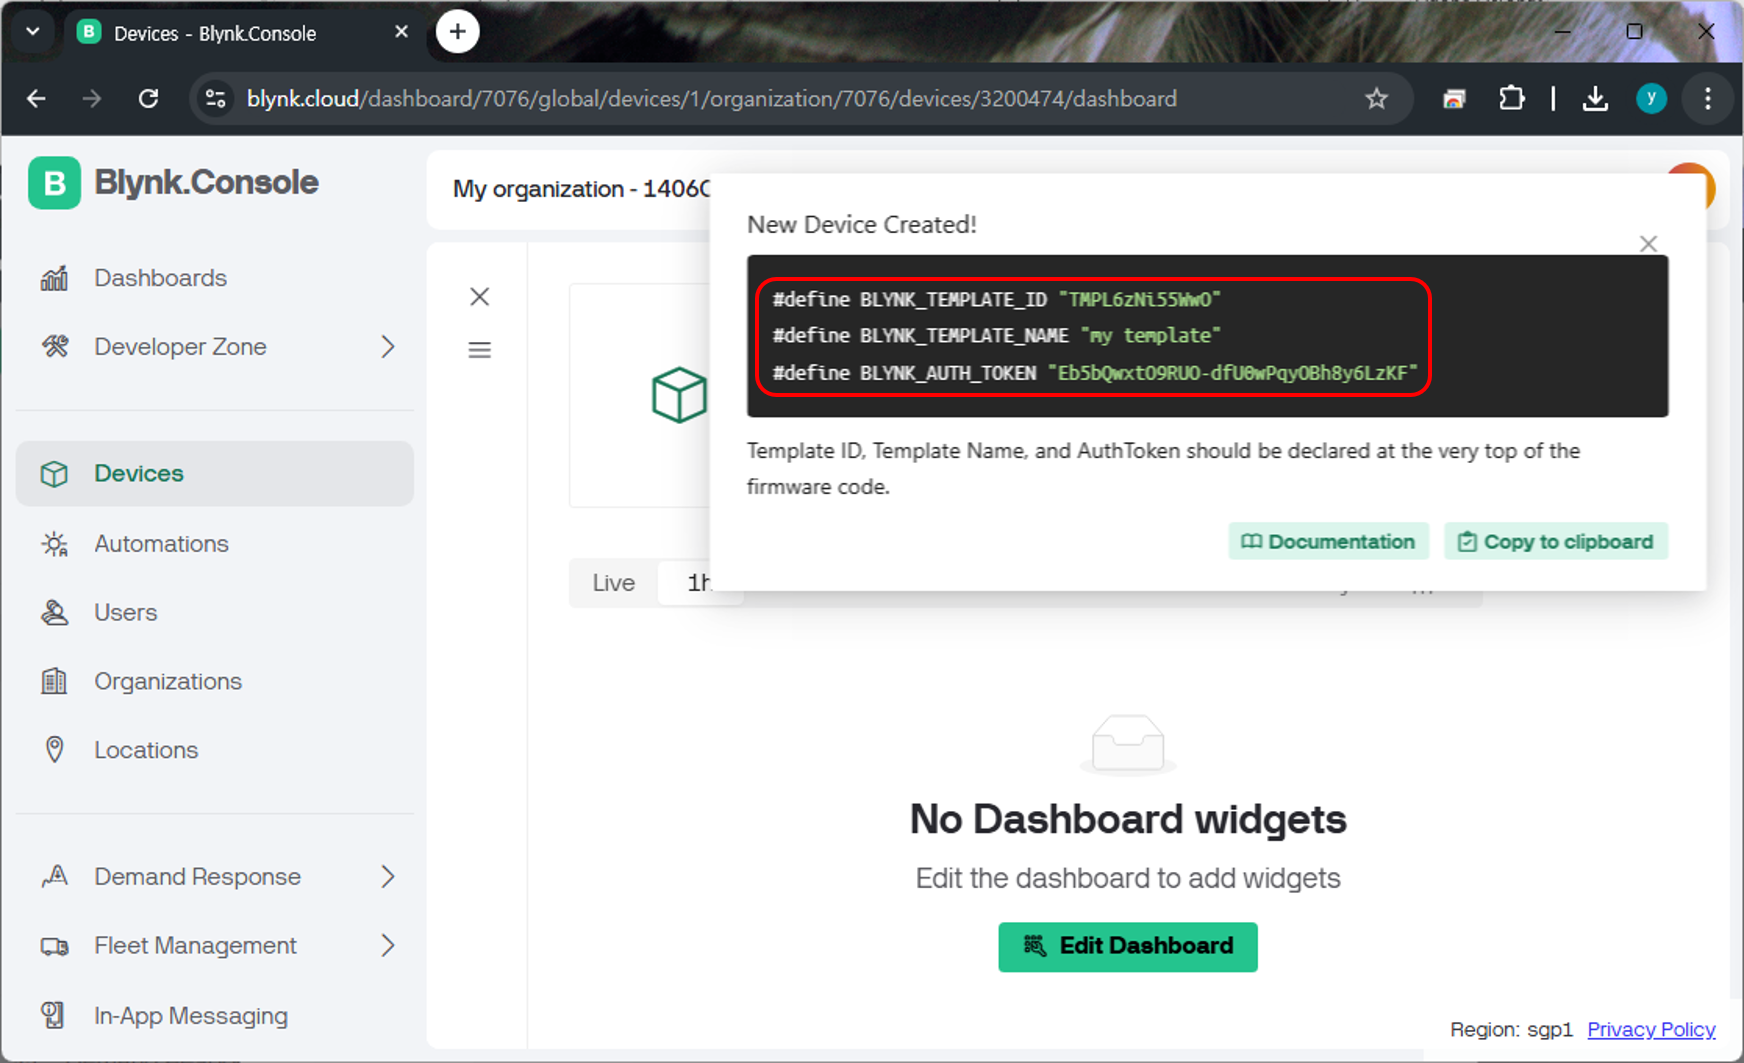 Devices - Blynk.Console
blynk.cloud/dashboard/7076/global/devices/1/organization/7076/devices/3200474/dashboard
y
B Blynk.Console
Dashboards
Developer Zone
Devices
Automations
Users
Organizations
Locations
Demand Response
Fleet Management
In-App Messaging
My organization - 1406
New Device Created!
#define BLYNK_TEMPLATE_ID "TMPL6zNi55WwO"
#define BLYNK_TEMPLATE_NAME "my template"
#define BLYNK_AUTH_TOKEN "Eb5bQwxtO9RUO-dfU0wPqyOBh8y6LzKF"
Template ID, Template Name, and AuthToken should be declared at the very top of the
firmware code.
Documentation
Copy to clipboard
Live
1h
No Dashboard widgets
Edit the dashboard to add widgets
Edit Dashboard
Region: sgp1 Privacy Policy